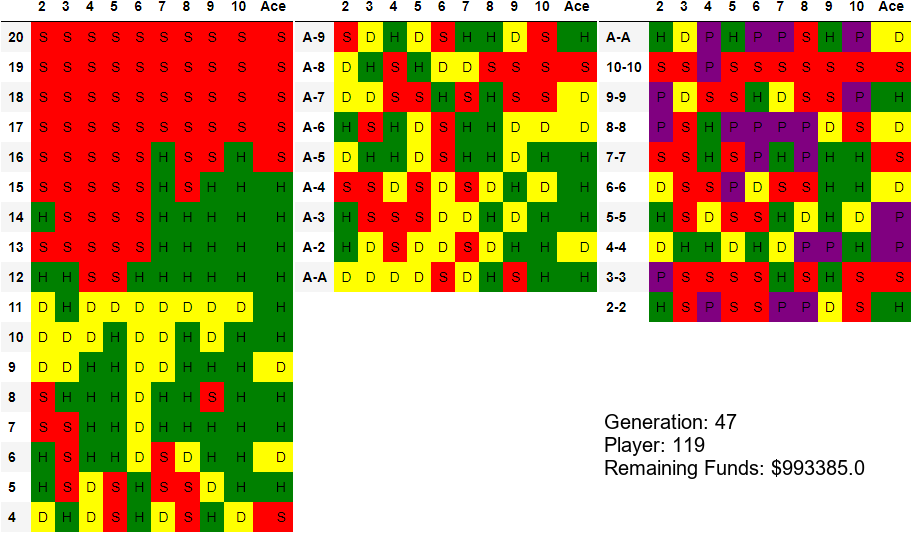 2 3 4 5 6 7 8 9 10 Ace
20 S S S S S S S S S S
19 S S S S S S S S S S
18 S S S S S S S S S S
17 S S S S S S S S S S
16 S S S S S H S S H S
15 S S S S S H S H H H
14 H S S S S H H H H H
13 S S S S S H H H H H
12 H H S S H H H H H H
11 D H D D D D D D D H
10 D D D H D D H D H H
9 D D H H D D H H H D
8 S H H H D H H S H H
7 S S H H D H H H H H
6 H S H H D S D H H D
5 H S D S H S S D H H
4 D H D S H D S H D S
2 3 4 5 6 7 8 9 10 Ace
A-9 S D H D S H H D S H
A-8 D H S H D D S S S S
A-7 D D S S H S H S S D
A-6 H S H D S H H D D D
A-5 D H H D S H H D H H
A-4 S S D S D S D H D H
A-3 H S S S D D H D H H
A-2 H D S D D S D H H D
A-A D D D D S D H S H H
2 3 4 5 6 7 8 9 10 Ace
A-A H D P H P P S H P D
10-10 S S P S S S S S S S
9-9 P D S S H D S S P H
8-8 P S H P P P P D S D
7-7 S S H S P H P H H S
6-6 D S S P D S S H H D
5-5 H S D S S H D H D P
4-4 D H H D H D P P H P
3-3 P S S S S H S H S S
2-2 H S P S S P P D S H
Generation: 47
Player: 119
Remaining Funds: $993385.0